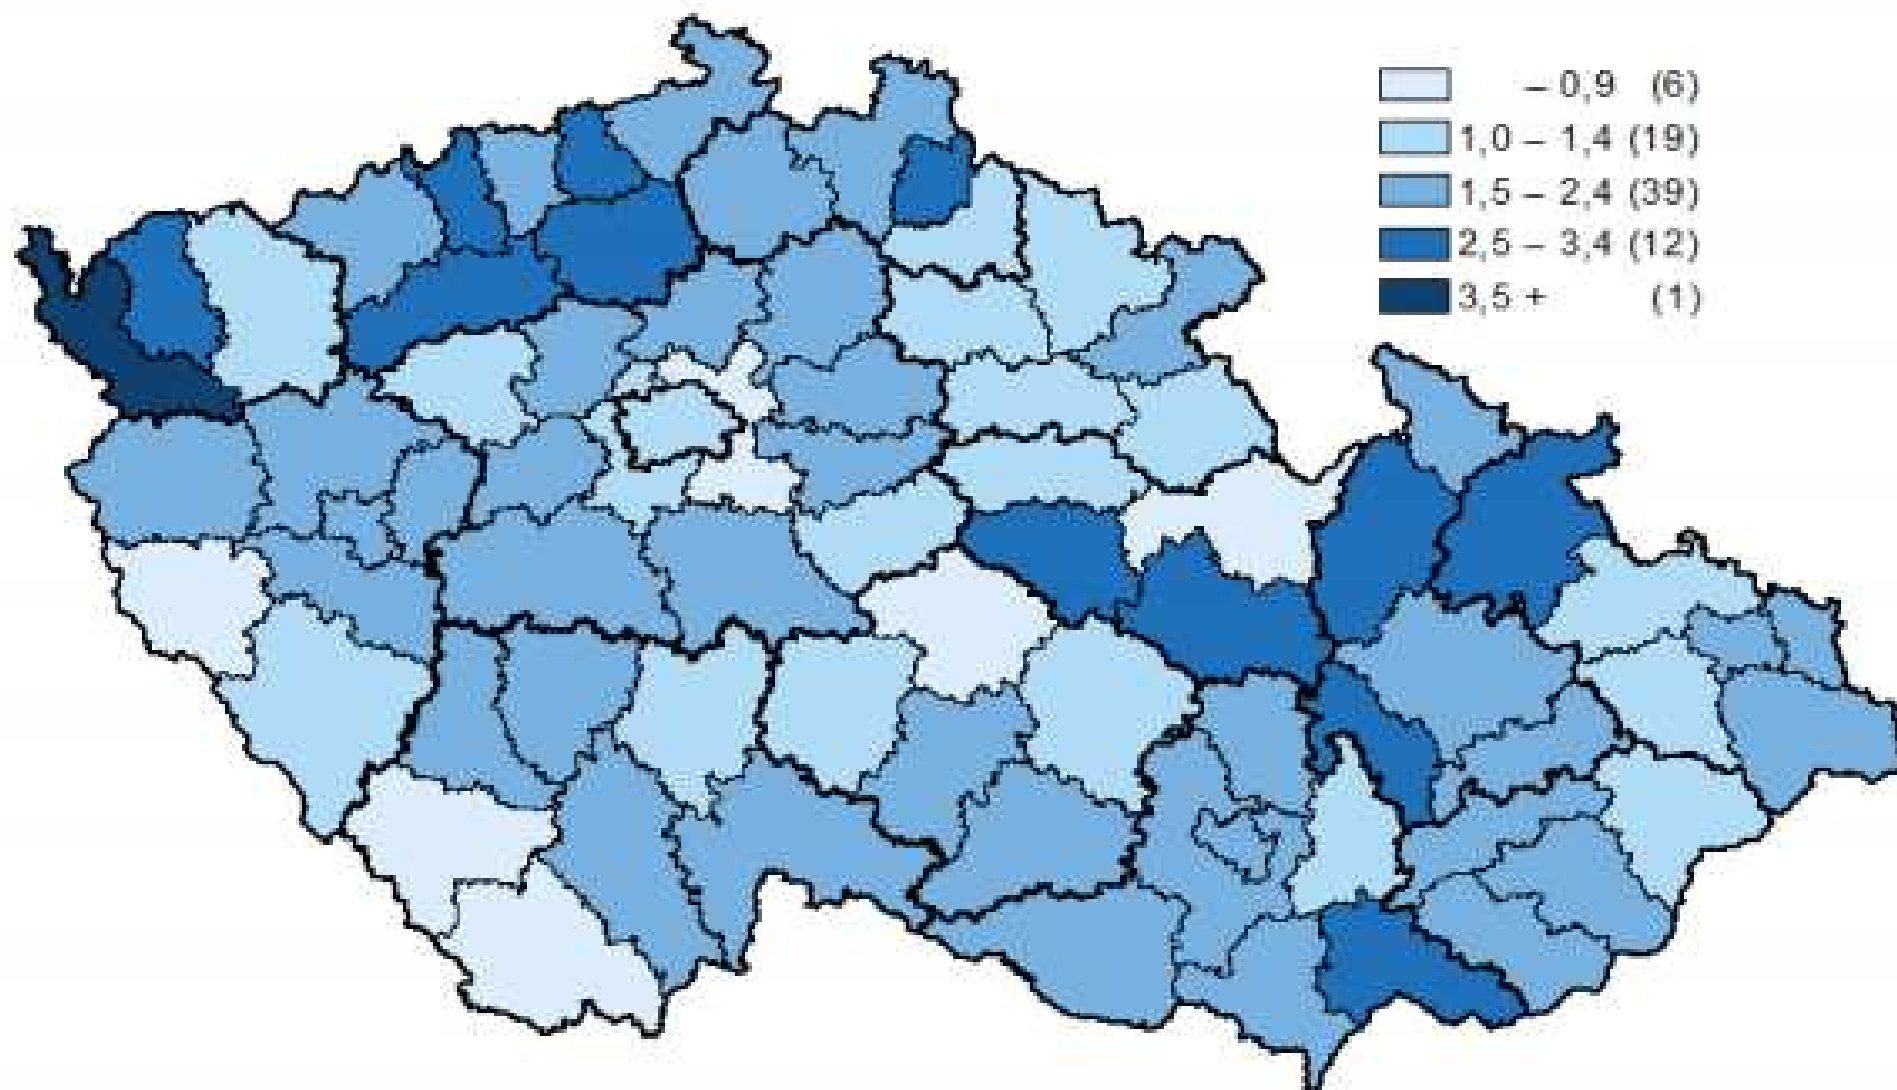 – 0,9 (6)
1,0 – 1,4 (19)
1,5 – 2,4 (39)
2,5 – 3,4 (12)
3,5 + (1)